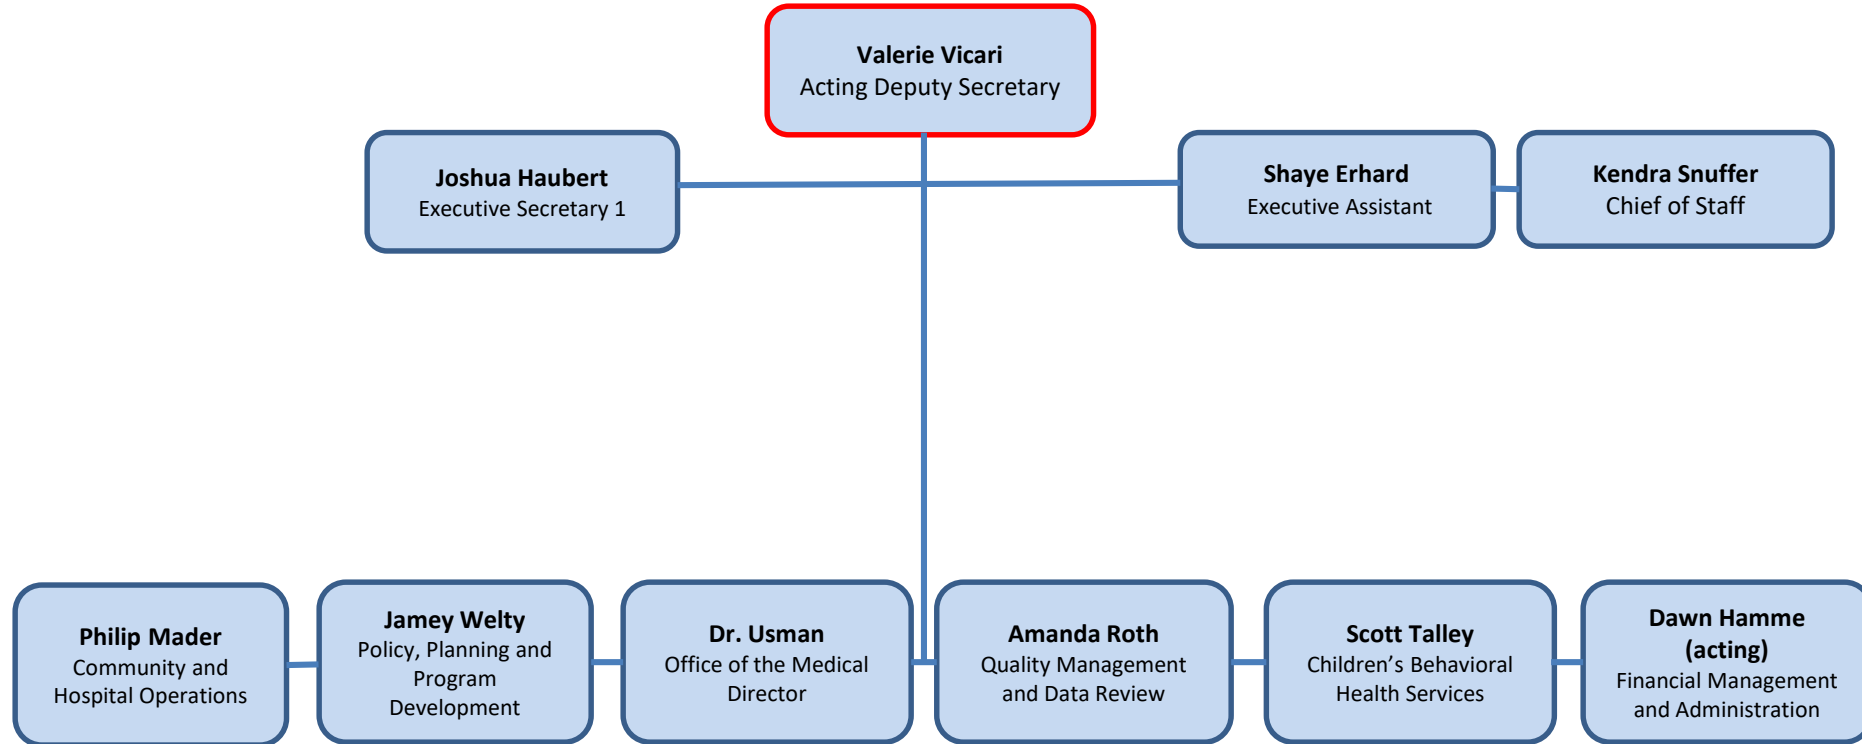 Valerie Vicari
Acting Deputy Secretary
Joshua Haubert
Executive Secretary 1
Shaye Erhard
Executive Assistant
Kendra Snuffer
Chief of Staff
Philip Mader
Community and
Hospital Operations
Jamey Welty
Policy, Planning and
Program
Development
Dr. Usman
Office of the Medical
Director
Amanda Roth
Quality Management
and Data Review
Scott Talley
Children’s Behavioral
Health Services
Dawn Hamme
(acting)
Financial Management
and Administration